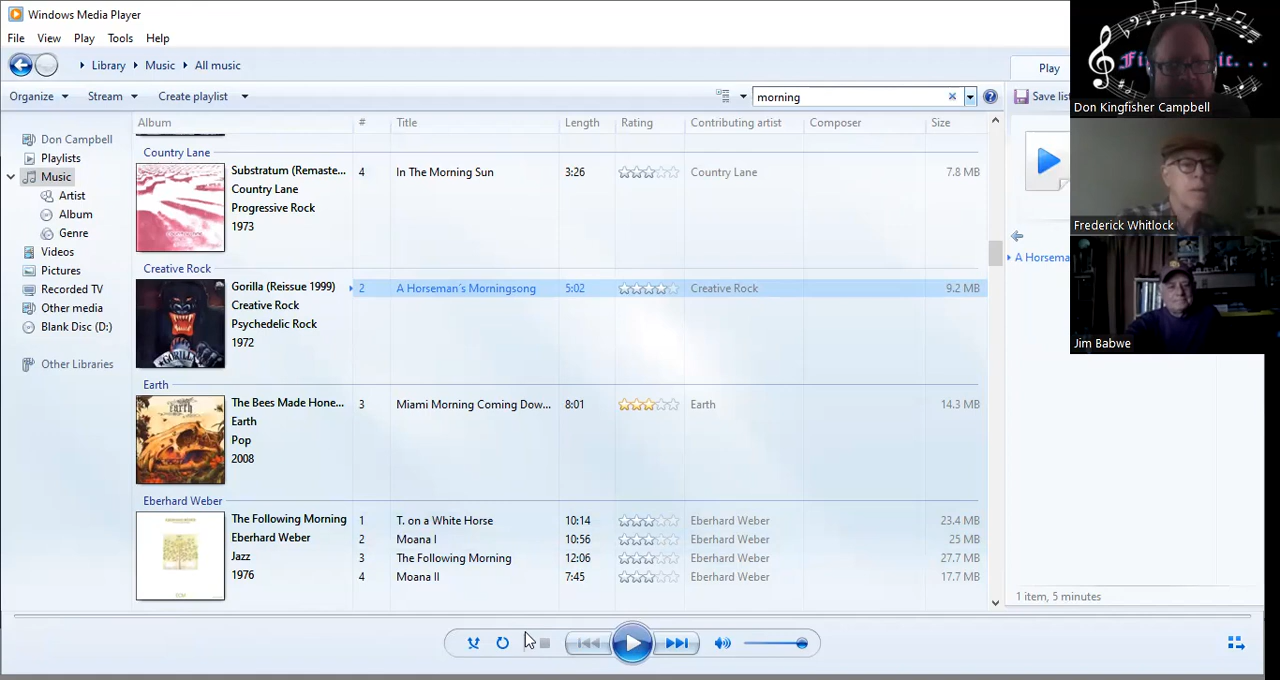 Windows Media Player
File View Play Tools Help
Library Music All music
Play
Organize Stream Create playlist
morning
Save list
Album # Title Length Rating Contributing artist Composer Size
Don Campbell
Playlists
Music
Artist
Album
Genre
Videos
Pictures
Recorded TV
Other media
Blank Disc (D:)
Other Libraries
Country Lane
Substratum (Remaste... 4 In The Morning Sun 3:26 Country Lane 7.8 MB
Country Lane
Progressive Rock
1973
Creative Rock
Gorilla (Reissue 1999) 2 A Horseman´s Morningsong 5:02 Creative Rock 9.2 MB
Creative Rock
Psychedelic Rock
1972
GORILLA
Earth
The Bees Made Hone... 3 Miami Morning Coming Dow... 8:01 Earth 14.3 MB
Earth
Pop
2008
earth
Eberhard Weber
The Following Morning 1 T. on a White Horse 10:14 Eberhard Weber 23.4 MB
Eberhard Weber 2 Moana I 10:56 Eberhard Weber 25 MB
Jazz 3 The Following Morning 12:06 Eberhard Weber 27.7 MB
1976 4 Moana II 7:45 Eberhard Weber 17.7 MB
A Horsema
1 item, 5 minutes
Don Kingfisher Campbell
Frederick Whitlock
Jim Babwe